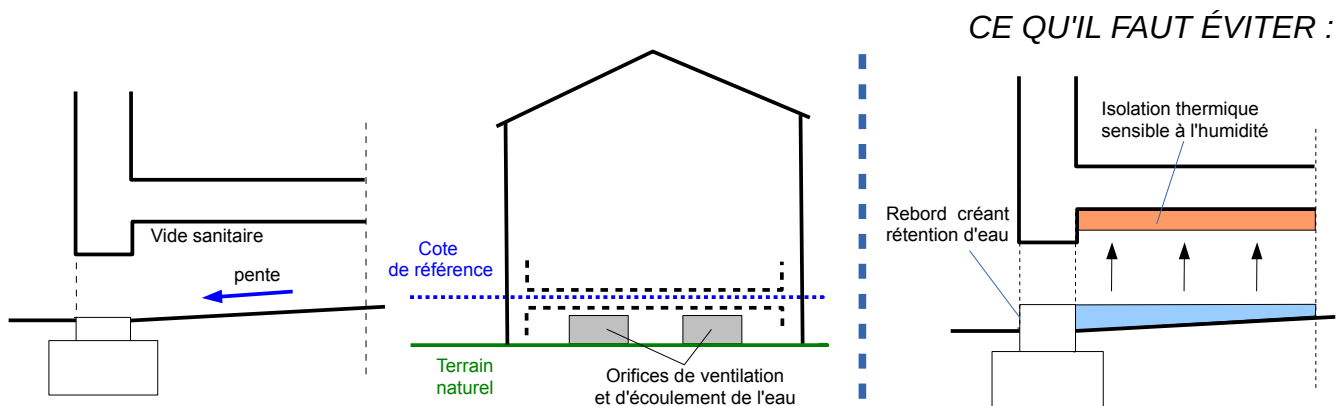 CE QU'IL FAUT ÉVITER :
Vide sanitaire
pente
Cote
de référence
Terrain
naturel
Orifices de ventilation
et d'écoulement de l'eau
Isolation thermique
sensible à l'humidité
Rebord créant
rétention d'eau